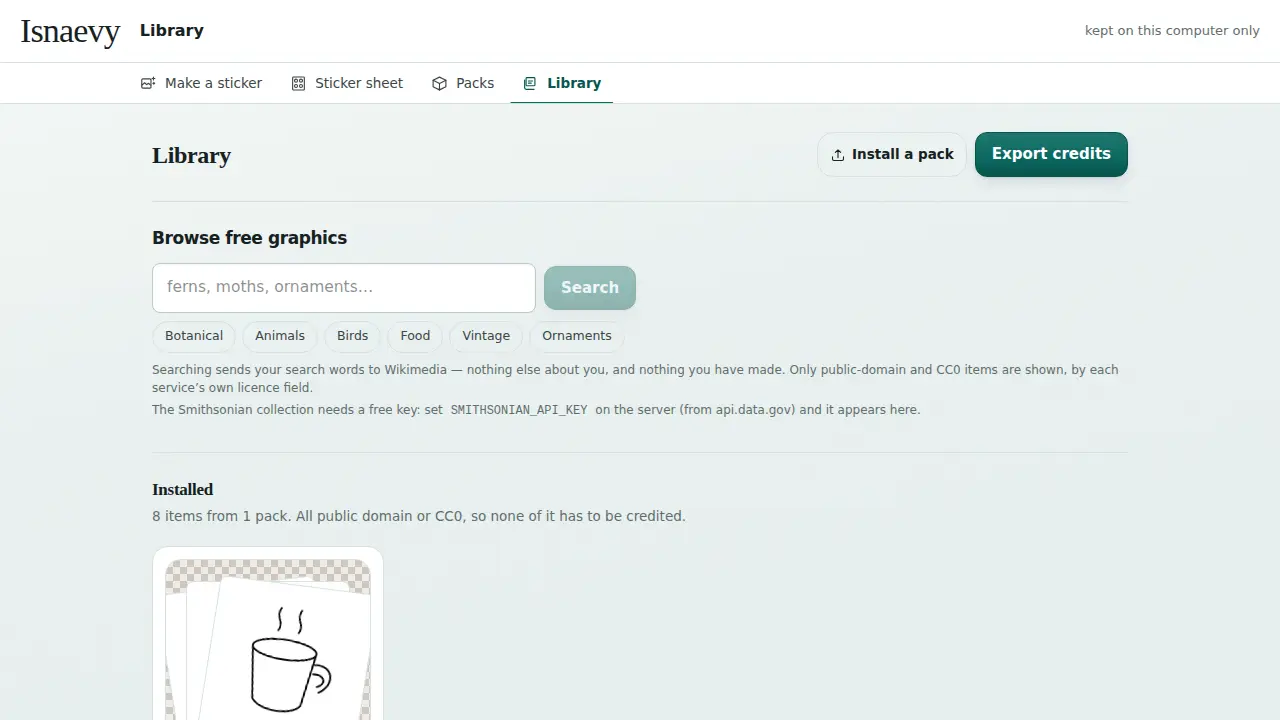 Isnaevy
Library
kept on this computer only
Make a sticker
Sticker sheet
Packs
Library
Library
Install a pack
Export credits
Browse free graphics
ferns, moths, ornaments…
Search
Botanical
Animals
Birds
Food
Vintage
Ornaments
Searching sends your search words to Wikimedia — nothing else about you, and nothing you have made. Only public-domain and CC0 items are shown, by each
service’s own licence field.
The Smithsonian collection needs a free key: set SMITHSONIAN_API_KEY on the server (from api.data.gov) and it appears here.
Installed
8 items from 1 pack. All public domain or CC0, so none of it has to be credited.